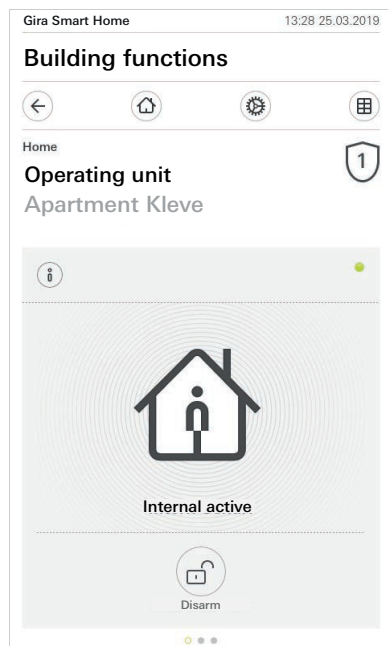 Gira Smart Home 13:28 25.03.2019
Building functions
Home
1
Operating unit
Apartment Kleve
Internal active
Disarm